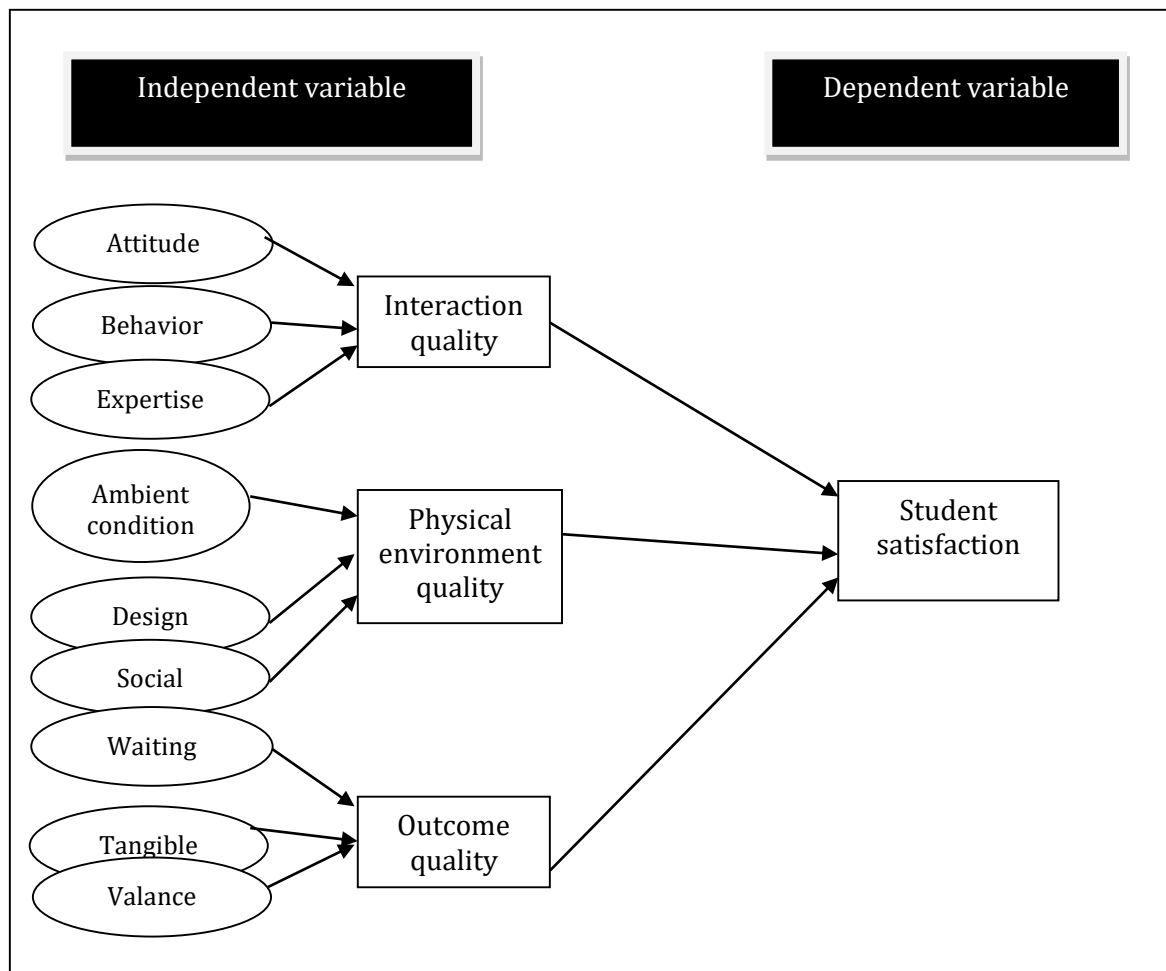 Independent variable
Dependent variable
Attitude
Behavior
Expertise
Interaction
quality
Ambient
condition
Design
Social
Physical
environment
quality
Student
satisfaction
Waiting
Tangible
Valance
Outcome
quality